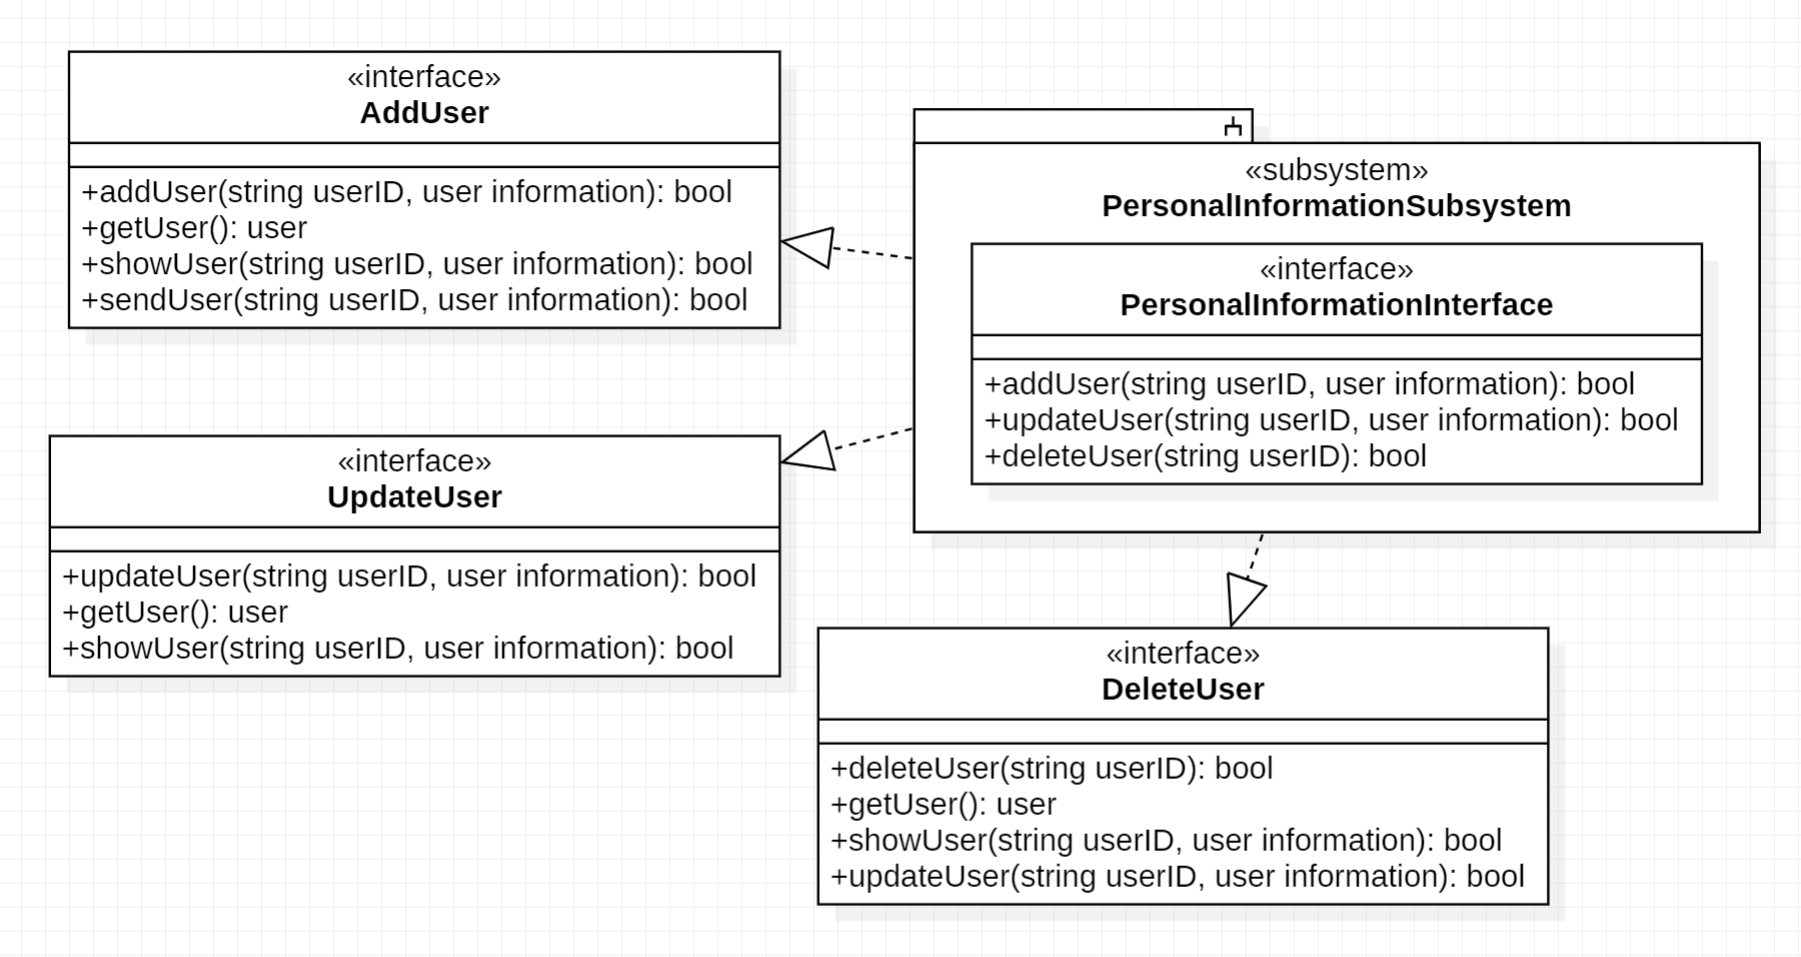 «interface»
AddUser
+addUser(string userID, user information): bool
+getUser(): user
+showUser(string userID, user information): bool
+sendUser(string userID, user information): bool
«subsystem»
PersonalInformationSubsystem
«interface»
PersonalInformationInterface
+addUser(string userID, user information): bool
+updateUser(string userID, user information): bool
+deleteUser(string userID): bool
«interface»
UpdateUser
+updateUser(string userID, user information): bool
+getUser(): user
+showUser(string userID, user information): bool
«interface»
DeleteUser
+deleteUser(string userID): bool
+getUser(): user
+showUser(string userID, user information): bool
+updateUser(string userID, user information): bool